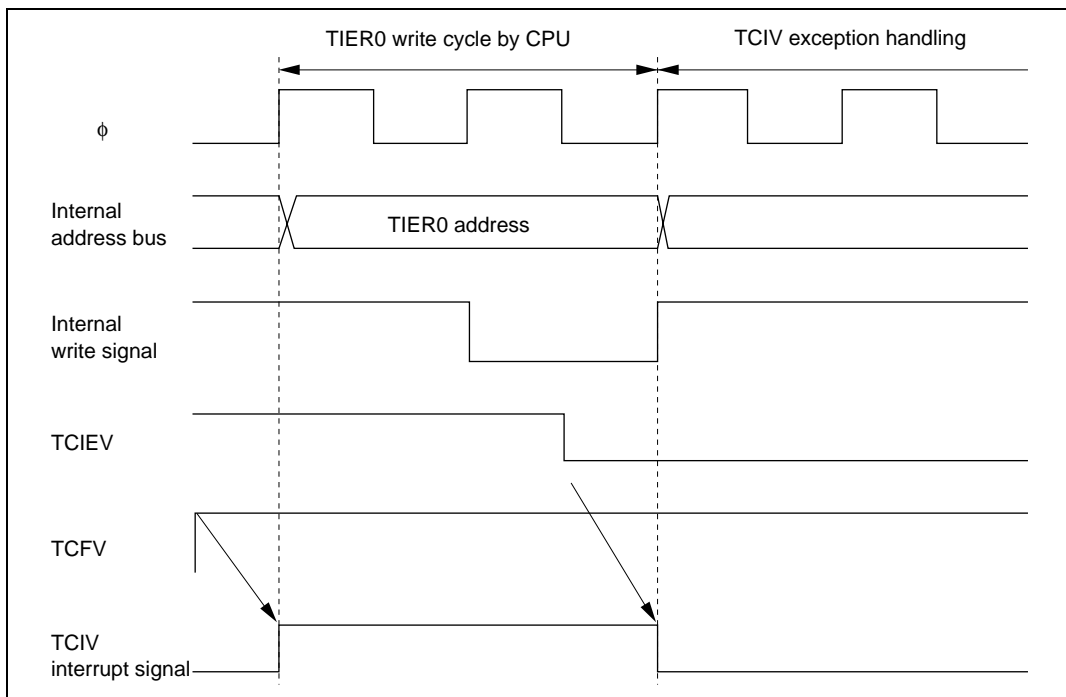 TIER0 write cycle by CPU
TCIV exception handling
ϕ
Internal
address bus
TIER0 address
Internal
write signal
TCIEV
TCFV
TCIV
interrupt signal